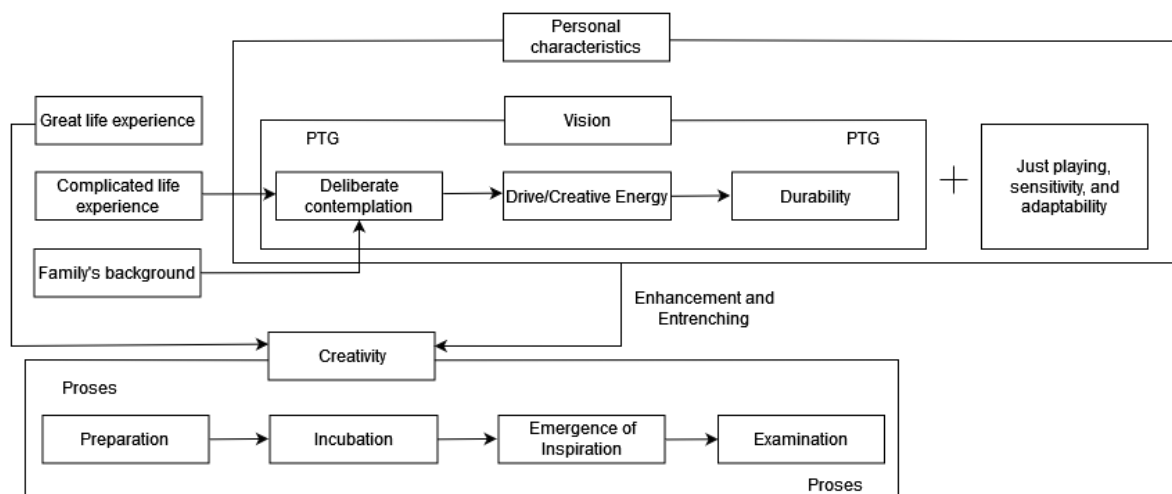 Personal
characteristics
Great life experience
Vision
PTG
PTG
Just playing,
sensitivity, and
adaptability
Complicated life
experience
Deliberate
contemplation
Drive/Creative Energy
Durability
Family's background
Enhancement and
Entrenching
Creativity
Proses
Preparation
Incubation
Emergence of
Inspiration
Examination
Proses